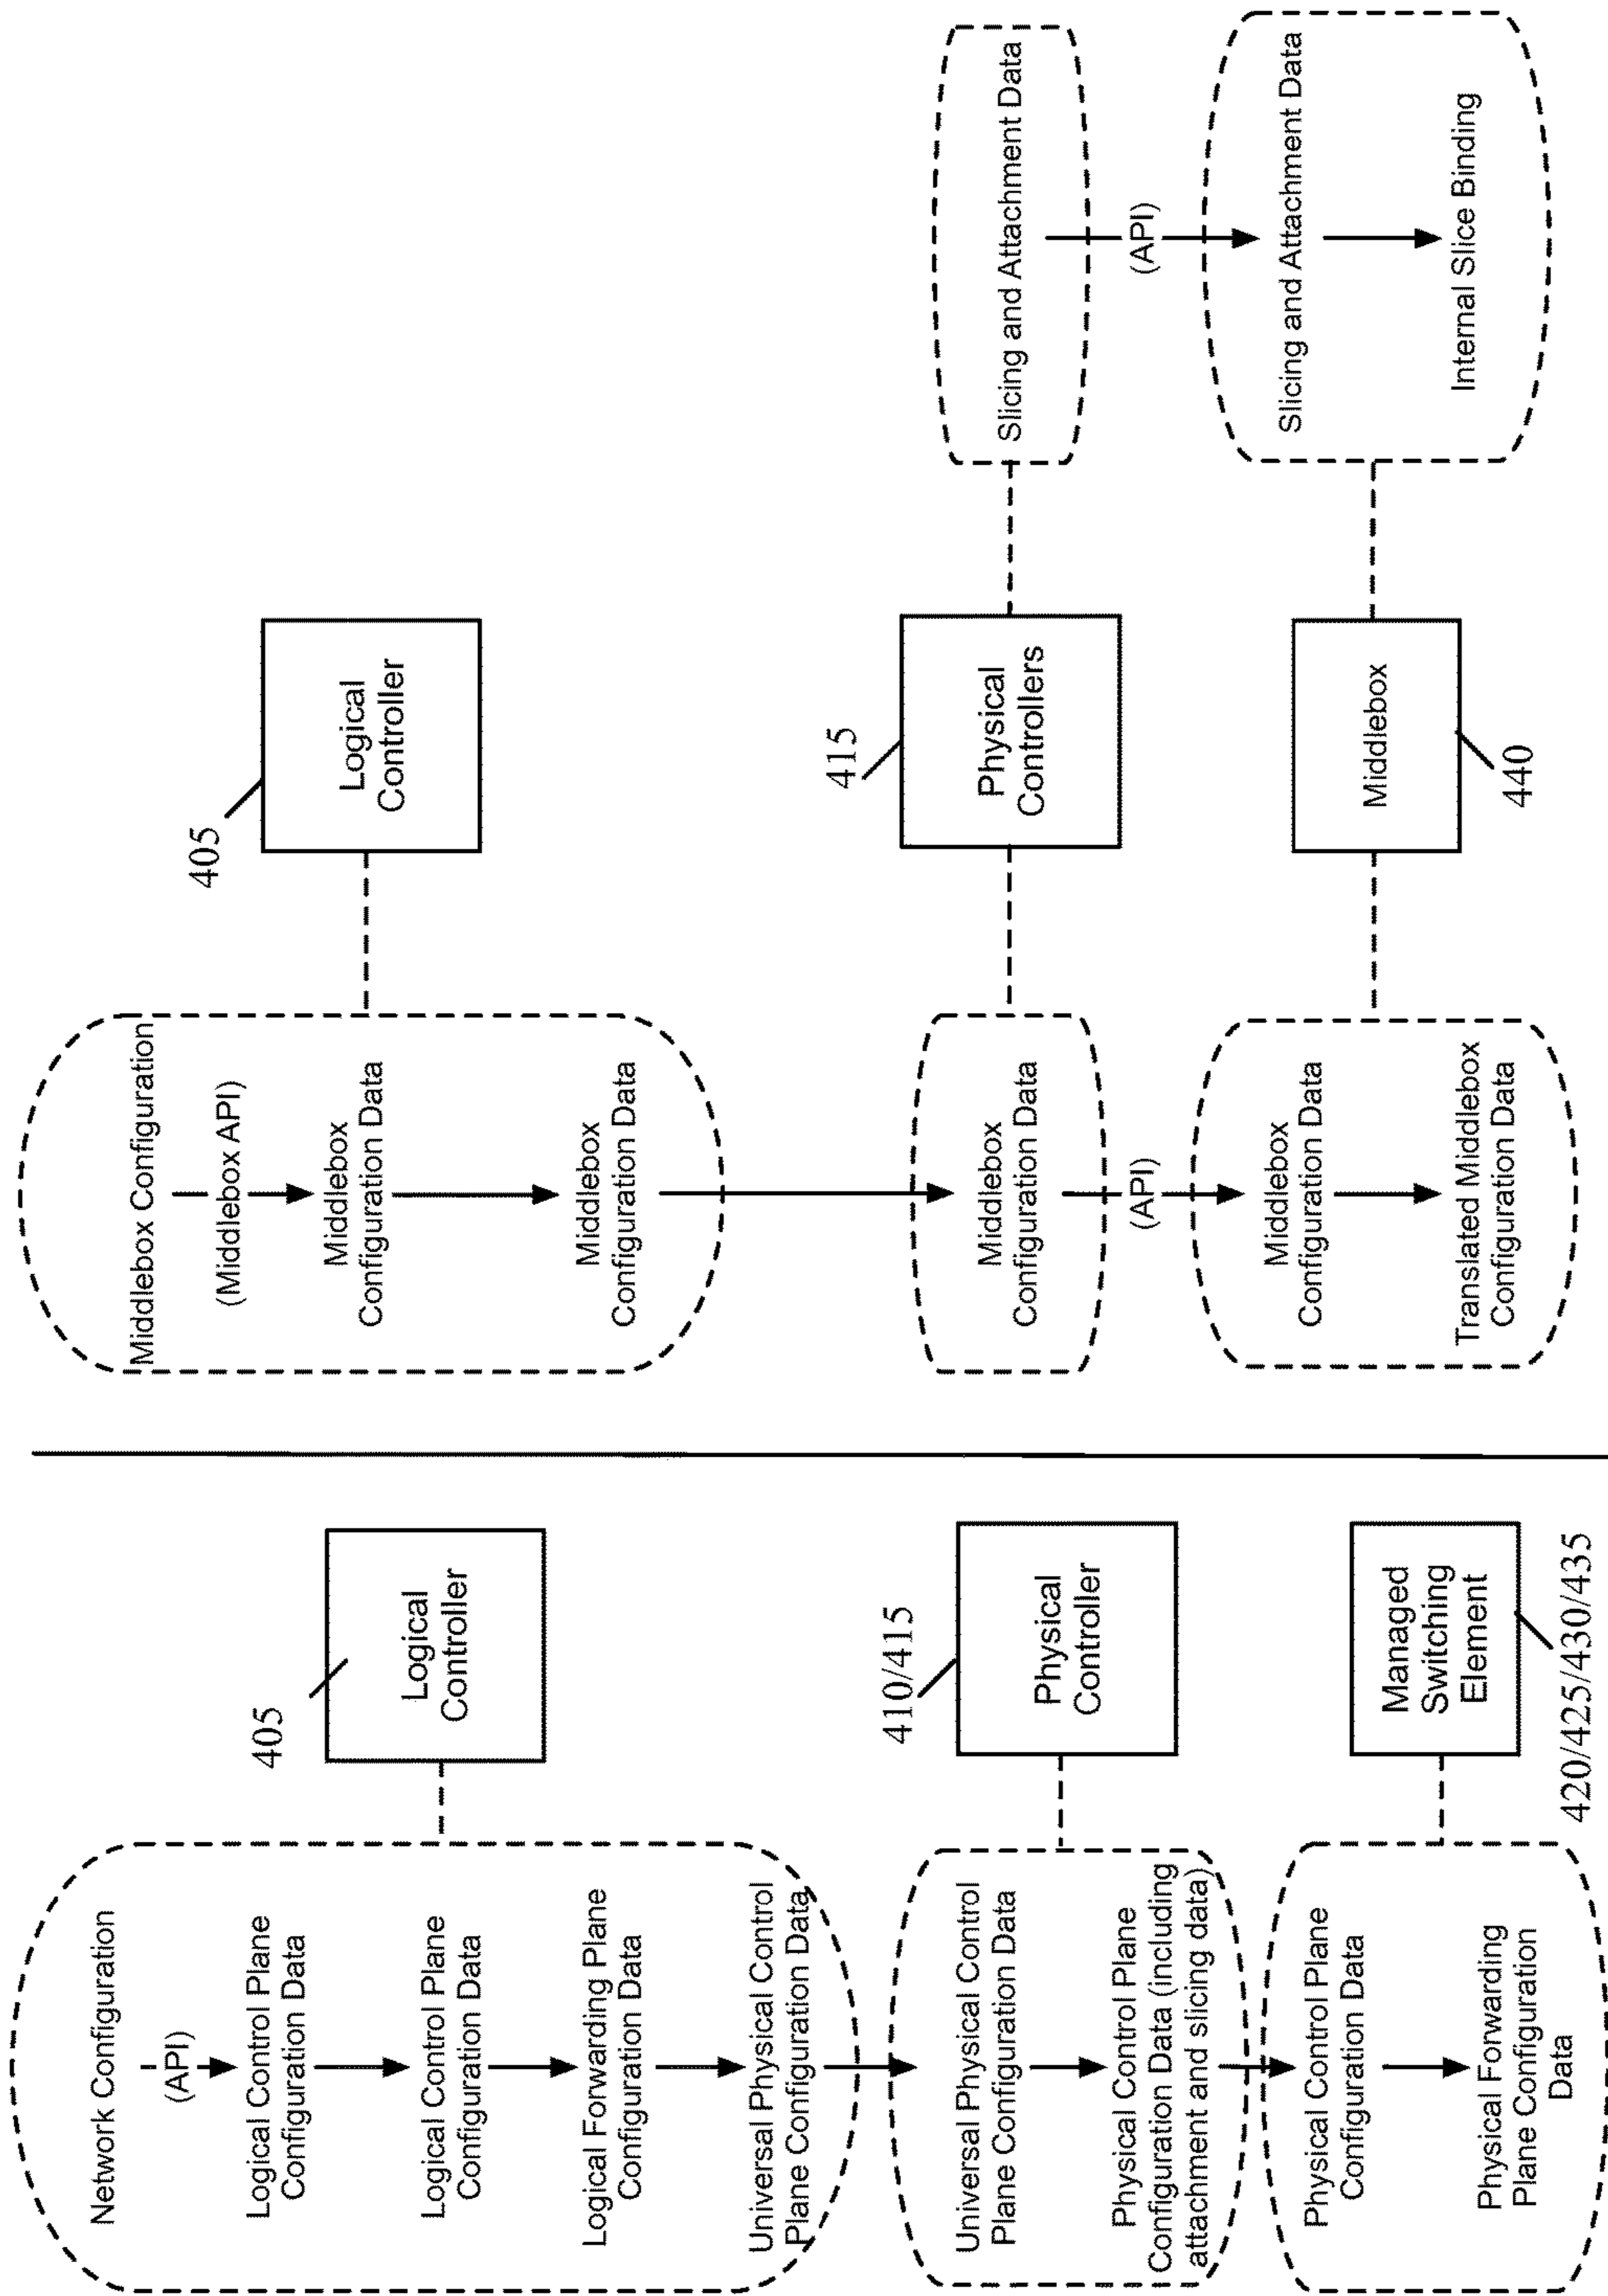 Network Configuration
(API)
Logical Control Plane
Configuration Data
Logical Control Plane
Configuration Data
Logical Forwarding Plane
Configuration Data
Universal Physical Control
Plane Configuration Data
405
Logical
Controller
Universal Physical Control
Plane Configuration Data
Physical Control Plane
Configuration Data (including
attachment and slicing data)
410/415
Physical
Controller
Physical Control Plane
Configuration Data
Physical Forwarding
Plane Configuration
Data
Managed
Switching
Element
420/425/430/435
Middlebox Configuration
(Middlebox API)
Middlebox
Configuration Data
Middlebox
Configuration Data
405
Logical
Controller
Middlebox
Configuration Data
(API)
415
Physical
Controllers
Slicing and Attachment Data
(API)
Middlebox
Configuration Data
Translated Middlebox
Configuration Data
Middlebox
440
Slicing and Attachment Data
Internal Slice Binding